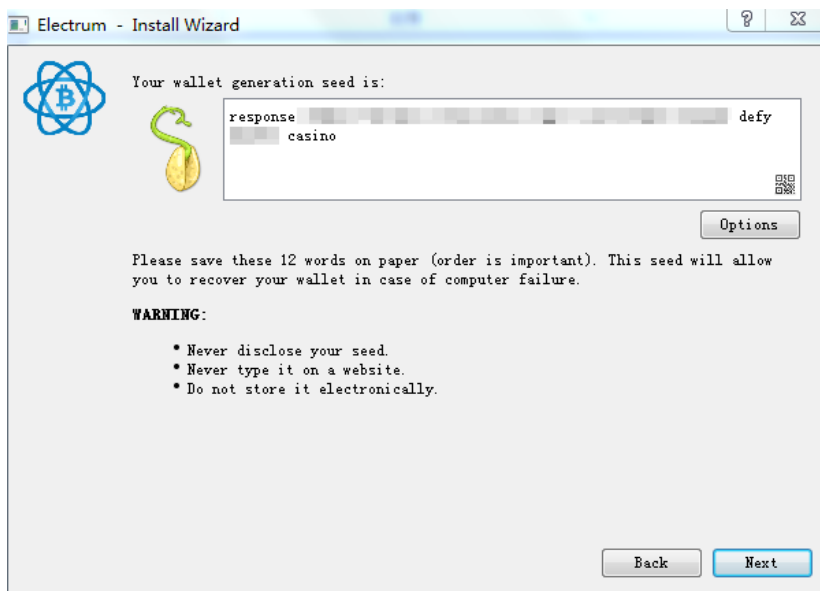 Electrum - Install Wizard
Your wallet generation seed is:
response defy
casino
Options
Please save these 12 words on paper (order is important). This seed will allow
you to recover your wallet in case of computer failure.
WARNING:
• Never disclose your seed.
• Never type it on a website.
• Do not store it electronically.
Back Next